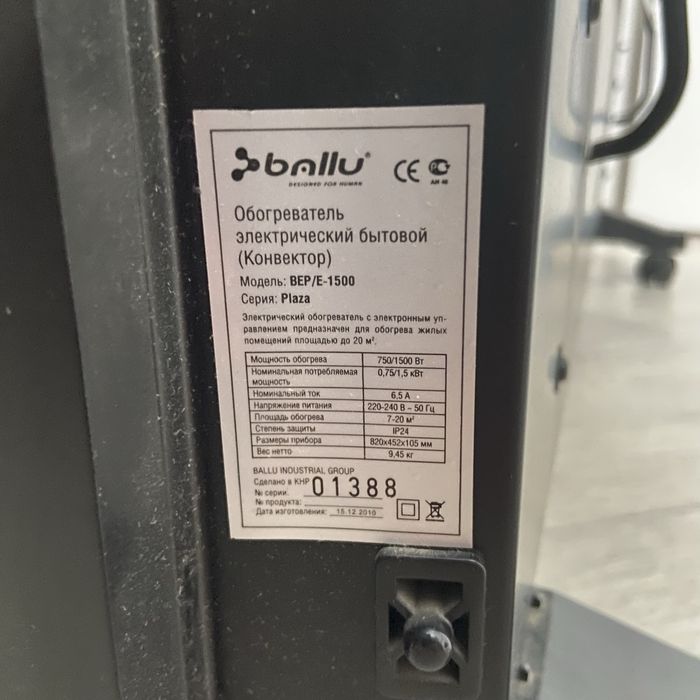 ballu®
DESIGNED FOR HUMAN
CE
АИ 46
Обогреватель
электрический бытовой
(Конвектор)
Модель: BEP/E-1500
Серия: Plaza
Электрический обогреватель с электронным уп-
равлением предназначен для обогрева жилых
помещений площадью до 20 м².
Мощность обогрева 750/1500 Вт
Номинальная потребляемая 0,75/1,5 кВт
мощность
Номинальный ток 6,5 А
Напряжение питания 220-240 В – 50 Гц
Площадь обогрева 7-20 м²
Степень защиты IP24
Размеры прибора 820х452х105 мм
Вес нетто 9,45 кг
BALLU INDUSTRIAL GROUP
Сделано в КНР
№ серии: 01388
№ продукта:
Дата изготовления: 15.12.2010